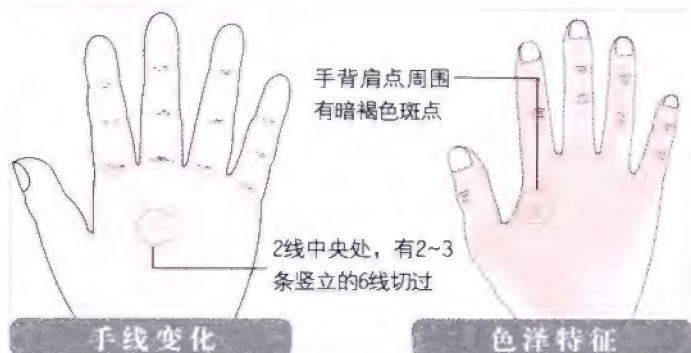 手背肩点周围
有暗褐色斑点
2线中央处，有2~3
条竖立的6线切过
手线变化
色泽特征